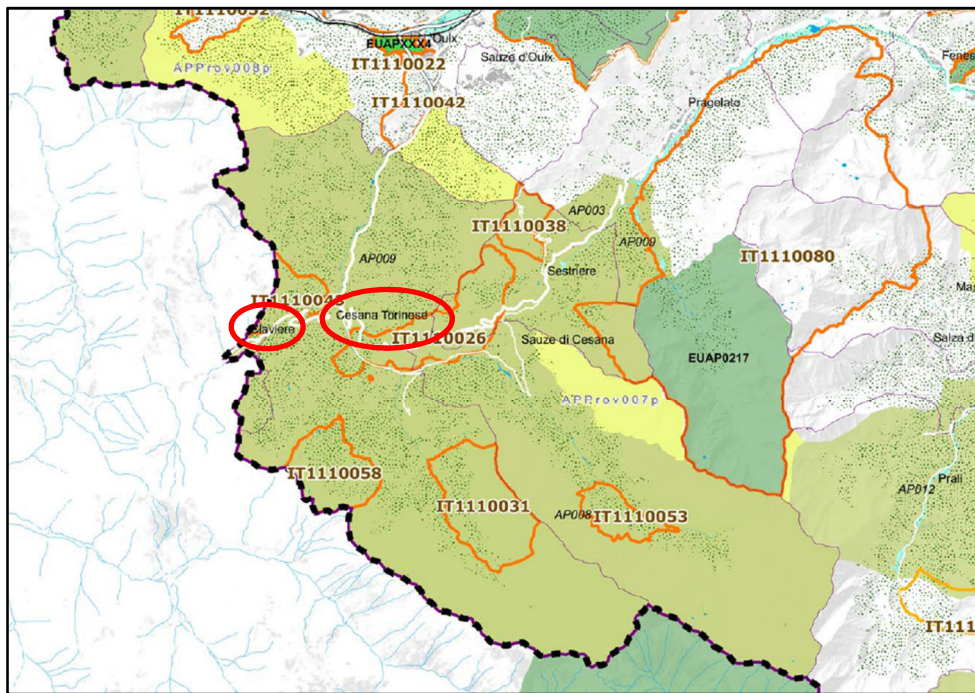 EUAPXXX4
Oulx
Sauze d'Oulx
IT1110022
APProv008p
IT1110042
Pragelato
AP003
IT1110038
AP009
AP009
IT1110080
Sestriere
Cesana Torinese
Claviere
IT1110026
Sauze di Cesana
EUAP0217
APProv007p
IT1110058
Prali
AP012
IT1110031
AP008
IT1110053